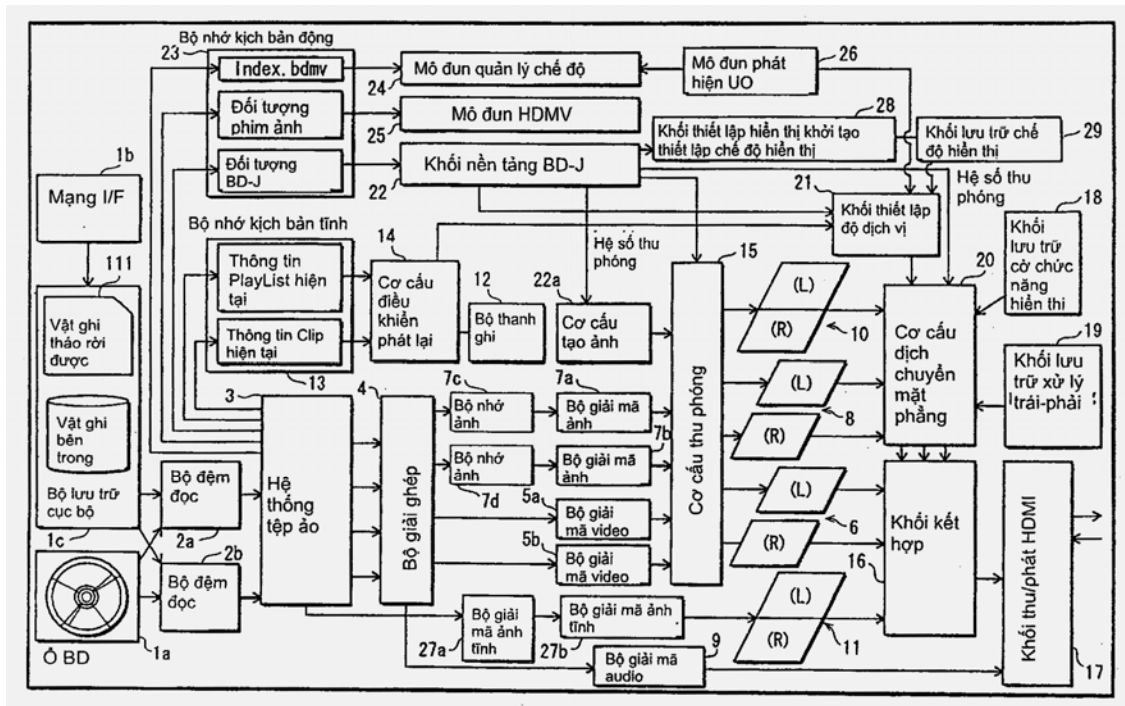 Bộ nhớ kịch bản động
23
Index.bdmv
Mô đun quản lý chế độ
24
Mô đun phát
hiện UO
26
Đối tượng
phim ảnh
Mô đun HDMV
25
28
Khối thiết lập hiển thị khởi tạo
thiết lập chế độ hiển thị
Khối lưu trữ chế
độ hiển thị
29
Đối tượng
BD-J
Khối nền tảng BD-J
22
1b
Mạng I/F
Hệ số thu
phóng
21
Khối thiết lập
độ dịch vị
18
Khối
lưu trữ
cờ chức
năng
hiển thi
Bộ nhớ kịch bản tĩnh
Thông tin
PlayList hiện
tại
Thông tin Clip
hiện tại
13
14
Cơ cấu
điều
khiển
phát lại
12
Bộ thanh
ghi
Hệ số thu
phóng
22a
Cơ cấu
tạo ảnh
15
Cơ cấu thu phóng
(L)
(R)
10
20
Cơ cấu
dịch
chuyển
mặt
phẳng
19
Khối lưu
trữ xử lý
trái-phải
111
Vật ghi
tháo rời
được
Vật ghi
bên
trong
Bộ lưu trữ
cục bộ
1c
3
Hệ
thống
tệp ảo
4
Bộ giải ghép
7c
Bộ nhớ
ảnh
7a
Bộ giải mã
ảnh
(L)
8
(R)
Bộ nhớ
ảnh
7d
7b
Bộ giải mã
ảnh
5a
Bộ giải
mã video
5b
Bộ giải
mã video
(L)
6
(R)
Bộ đệm
đọc
2a
2b
Bộ đệm
đọc
Khối kết
hợp
16
Khối thu/phát HDMI
17
1a
Ổ BD
Bộ giải
mã ảnh
tĩnh
27a
Bộ giải mã ảnh
tĩnh
27b
(L)
(R)
11
9
Bộ giải mã
audio